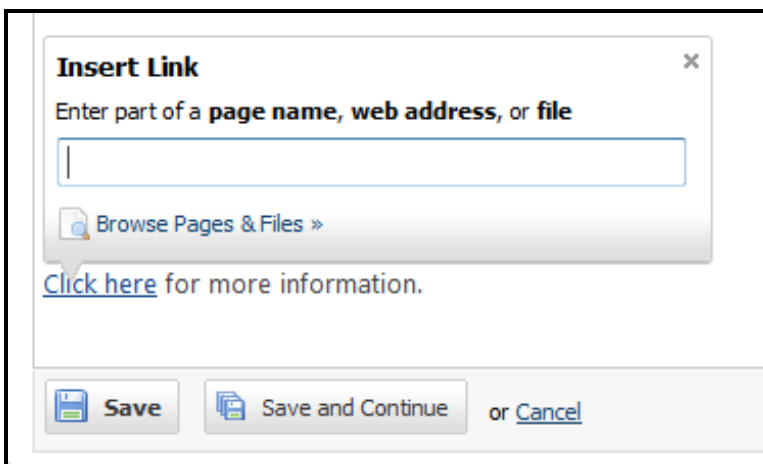 Insert Link
Enter part of a page name, web address, or file
Browse Pages & Files »
Click here for more information.
Save Save and Continue or Cancel